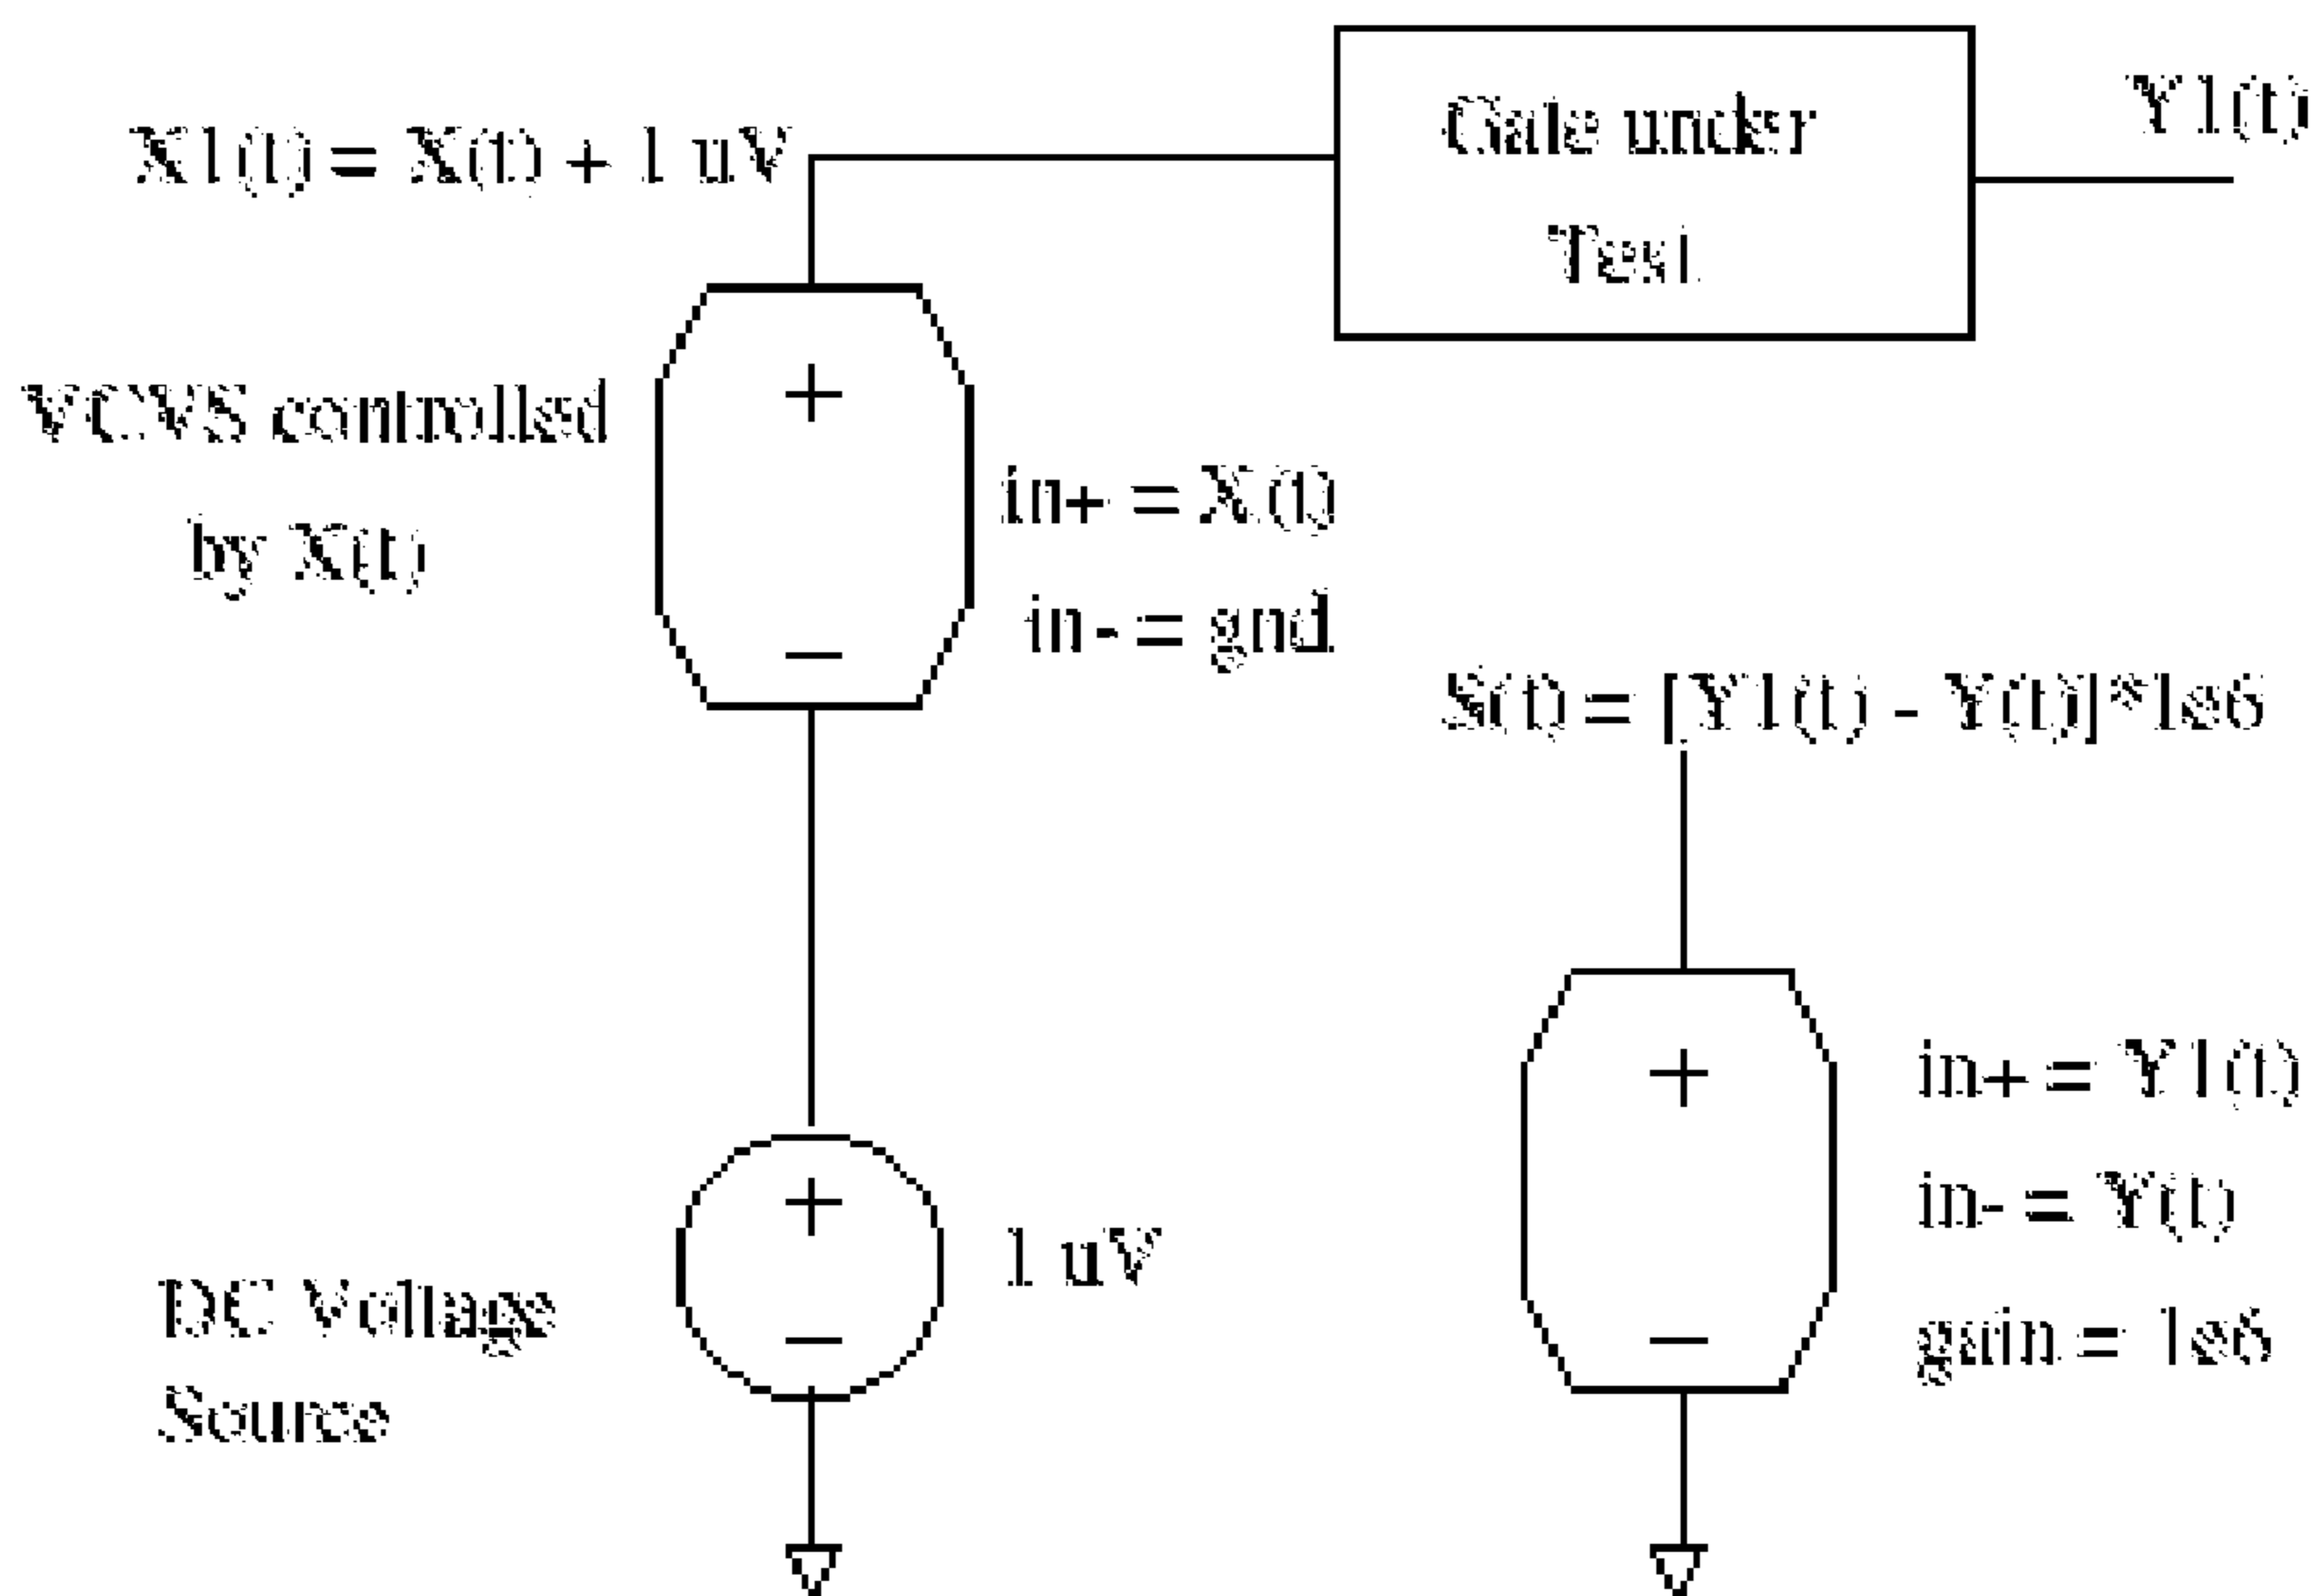 X1(t) = X(t) + 1 uV
Gate under
Test
Y1(t)
VCVS controlled
by X(t)
in+ = X(t)
in- = gnd
S(t) = [Y1(t) - Y(t)]*1e6
in+ = Y1(t)
in- = Y(t)
gain = 1e6
1 uV
DC Voltage
Source
+
−
+
−
+
−